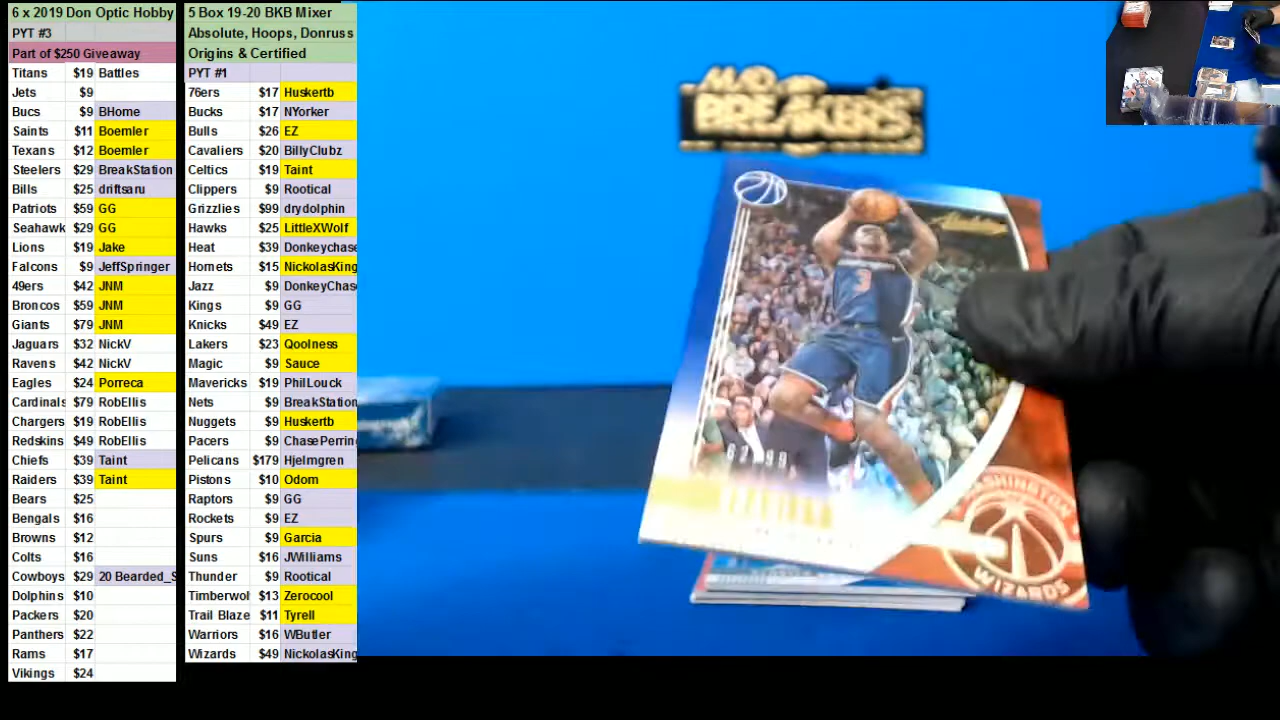 6 x 2019 Don Optic Hobby
PYT #3
Part of $250 Giveaway
Titans $19 Battles
Jets $9
Bucs $9 BHome
Saints $11 Boemler
Texans $12 Boemler
Steelers $29 BreakStation
Bills $25 driftsaru
Patriots $59 GG
Seahawk $29 GG
Lions $19 Jake
Falcons $9 JeffSpringer
49ers $42 JNM
Broncos $59 JNM
Giants $79 JNM
Jaguars $32 NickV
Ravens $42 NickV
Eagles $24 Porreca
Cardinals $79 RobEllis
Chargers $19 RobEllis
Redskins $49 RobEllis
Chiefs $39 Taint
Raiders $39 Taint
Bears $25
Bengals $16
Browns $12
Colts $16
Cowboys $29 20 Bearded_S
Dolphins $10
Packers $20
Panthers $22
Rams $17
Vikings $24
5 Box 19-20 BKB Mixer
Absolute, Hoops, Donruss
Origins & Certified
PYT #1
76ers $17 Huskertb
Bucks $17 NYorker
Bulls $26 EZ
Cavaliers $20 BillyClubz
Celtics $19 Taint
Clippers $9 Rootical
Grizzlies $99 drydolphin
Hawks $25 LittleXWolf
Heat $39 Donkeychase
Hornets $15 NickolasKing
Jazz $9 DonkeyChase
Kings $9 GG
Knicks $49 EZ
Lakers $23 Qoolness
Magic $9 Sauce
Mavericks $19 PhilLouck
Nets $9 BreakStation
Nuggets $9 Huskertb
Pacers $9 ChasePerrin
Pelicans $179 Hjelmgren
Pistons $10 Odom
Raptors $9 GG
Rockets $9 EZ
Spurs $9 Garcia
Suns $16 JWilliams
Thunder $9 Rootical
Timberwol $13 Zerocool
Trail Blaze $11 Tyrell
Warriors $16 WButler
Wizards $49 NickolasKing
MOJO
BREAKERS
3
WASHINGTON
WIZARDS